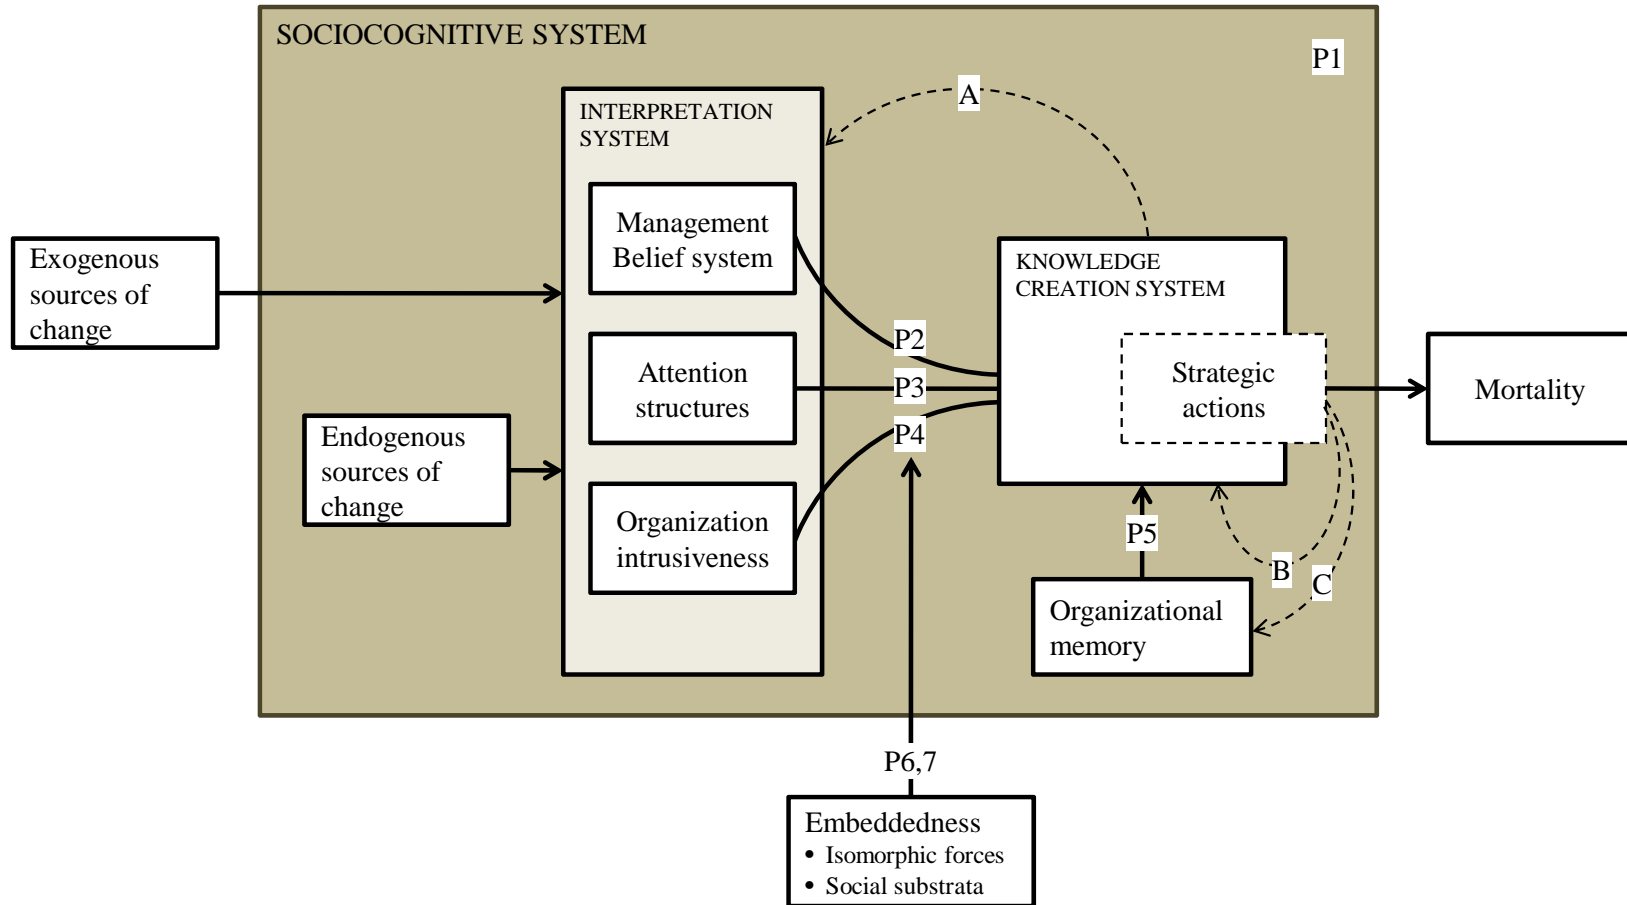 SOCIOCOGNITIVE SYSTEM
P1
A
INTERPRETATION
SYSTEM
Management
Belief system
Exogenous
sources of
change
KNOWLEDGE
CREATION SYSTEM
P2
Attention
structures
P3
Strategic
actions
Mortality
P4
Endogenous
sources of
change
Organization
intrusiveness
P5
B
C
Organizational
memory
P6,7
Embeddedness
• Isomorphic forces
• Social substrata